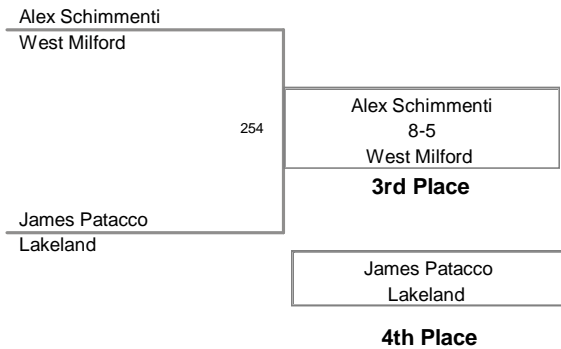 Alex Schimmenti
West Milford
254
Alex Schimmenti
8-5
West Milford
3rd Place
James Patacco
Lakeland
James Patacco
Lakeland
4th Place